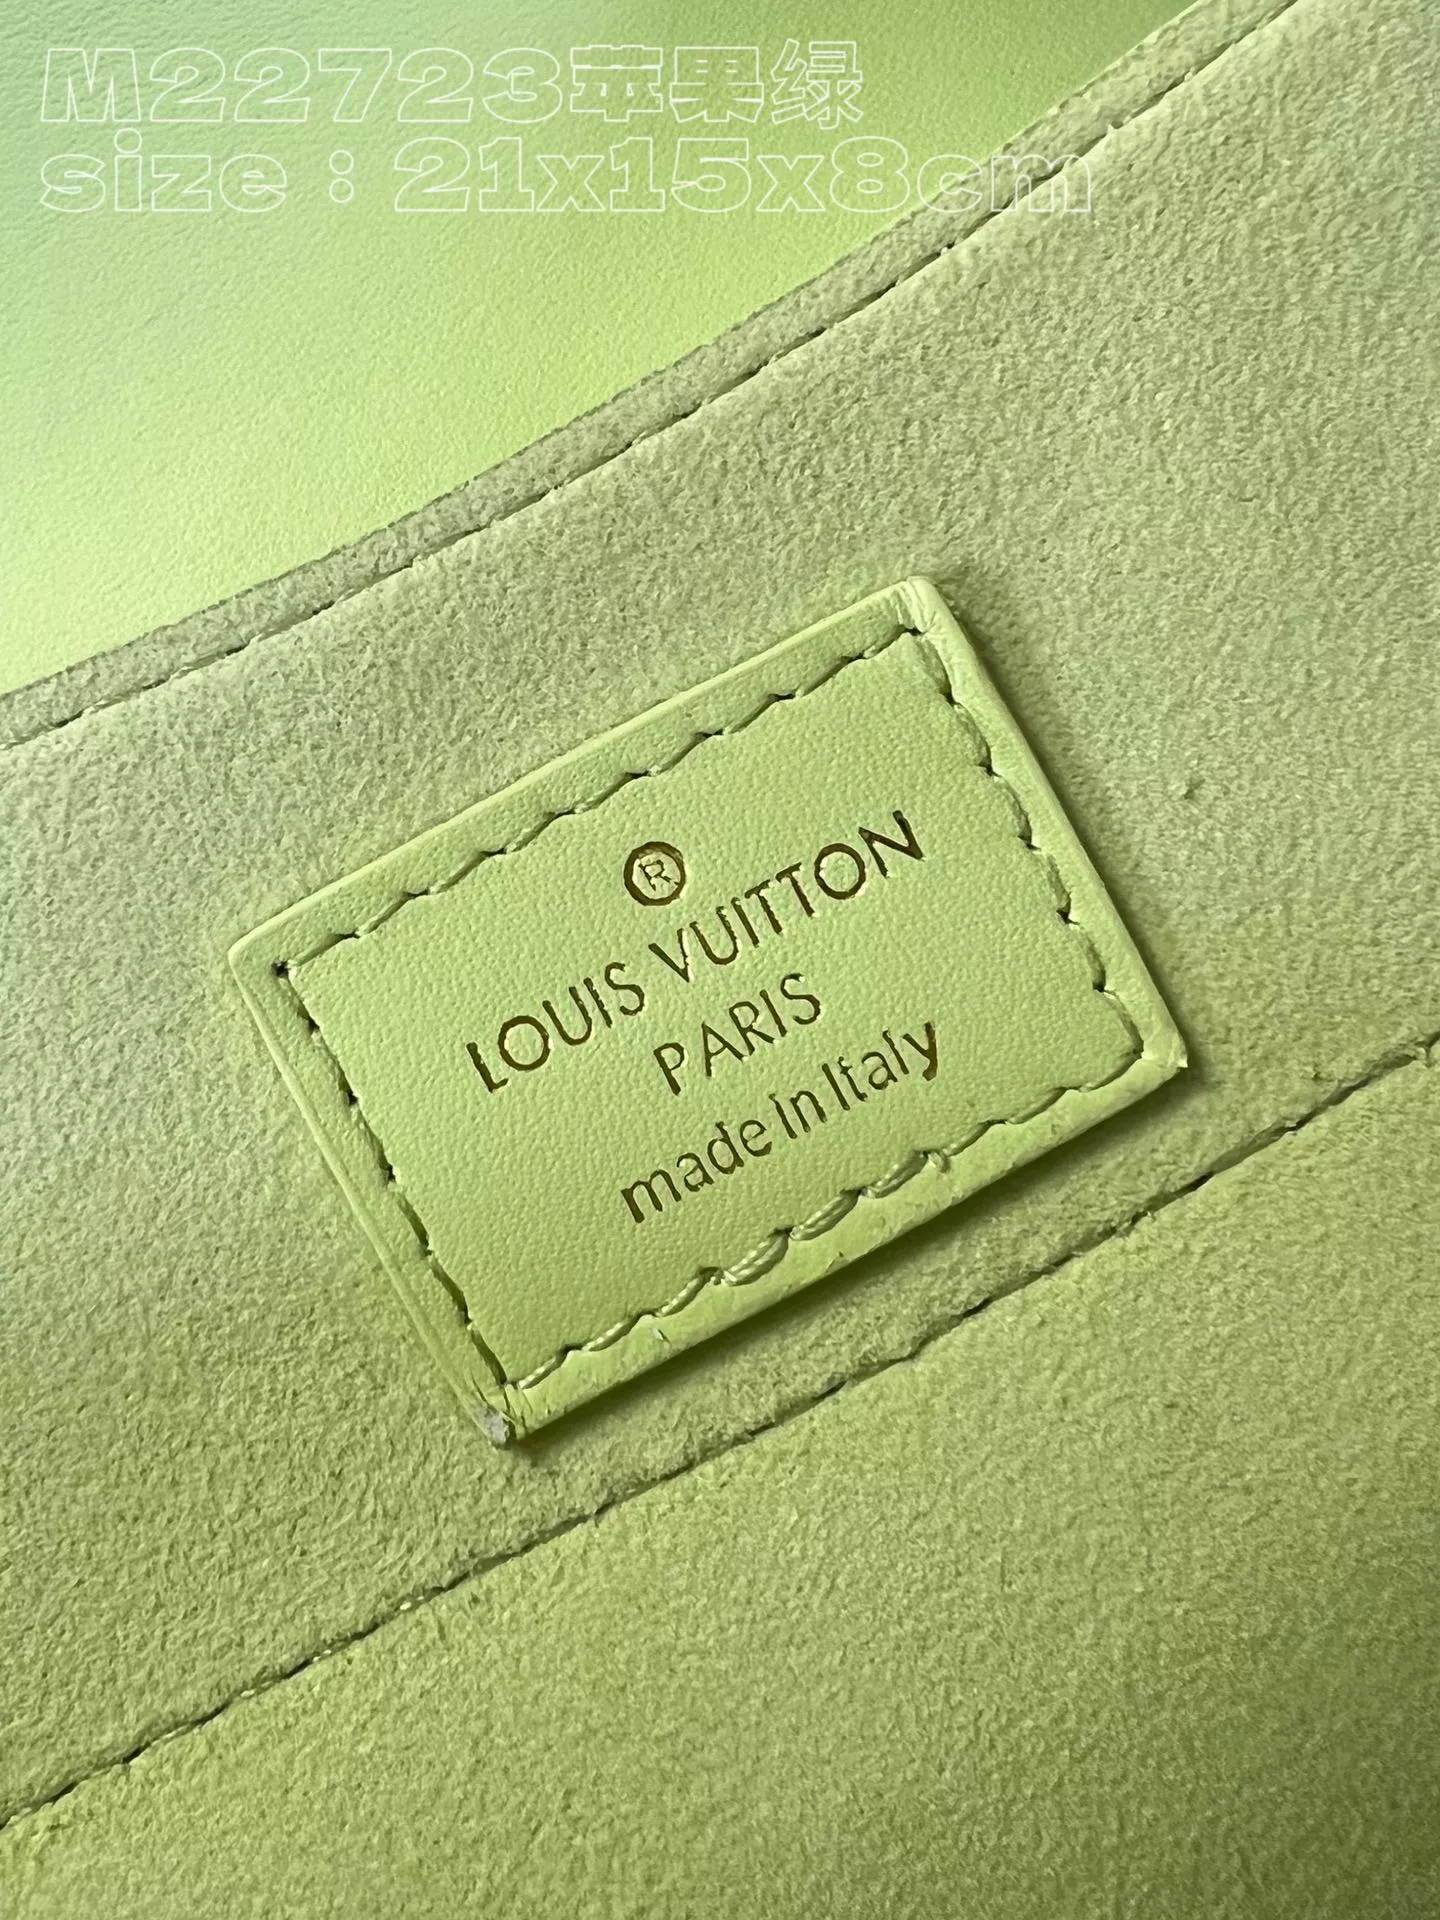 M22723苹果绿
size：21x15x8cm
®
LOUIS VUITTON
PARIS
made in Italy